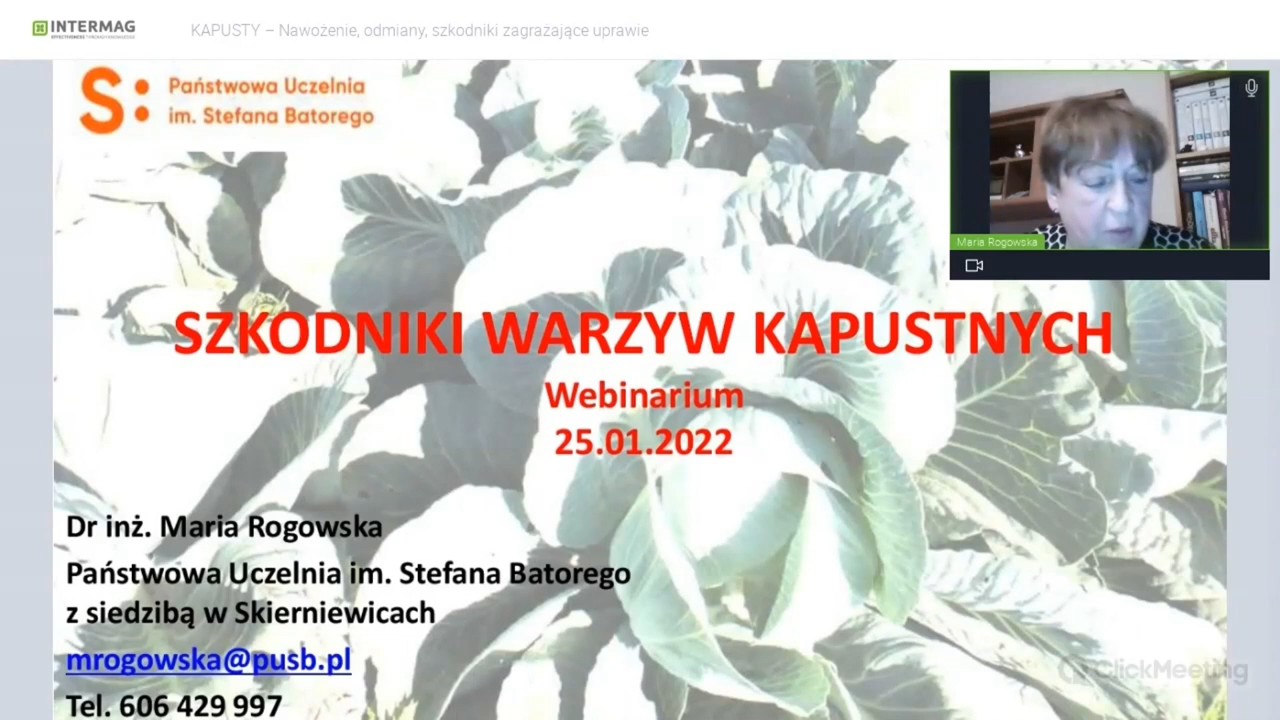 INTERMAG
KAPUSTY – Nawożenie, odmiany, szkodniki zagrażające uprawie
S:
Państwowa Uczelnia
im. Stefana Batorego
Maria Rogowska
SZKODNIKI WARZYW KAPUSTNYCH
Webinarium
25.01.2022
Dr inż. Maria Rogowska
Państwowa Uczelnia im. Stefana Batorego
z siedzibą w Skierniewicach
mrogowska@pusb.pl
Tel. 606 429 997
ClickMeeting